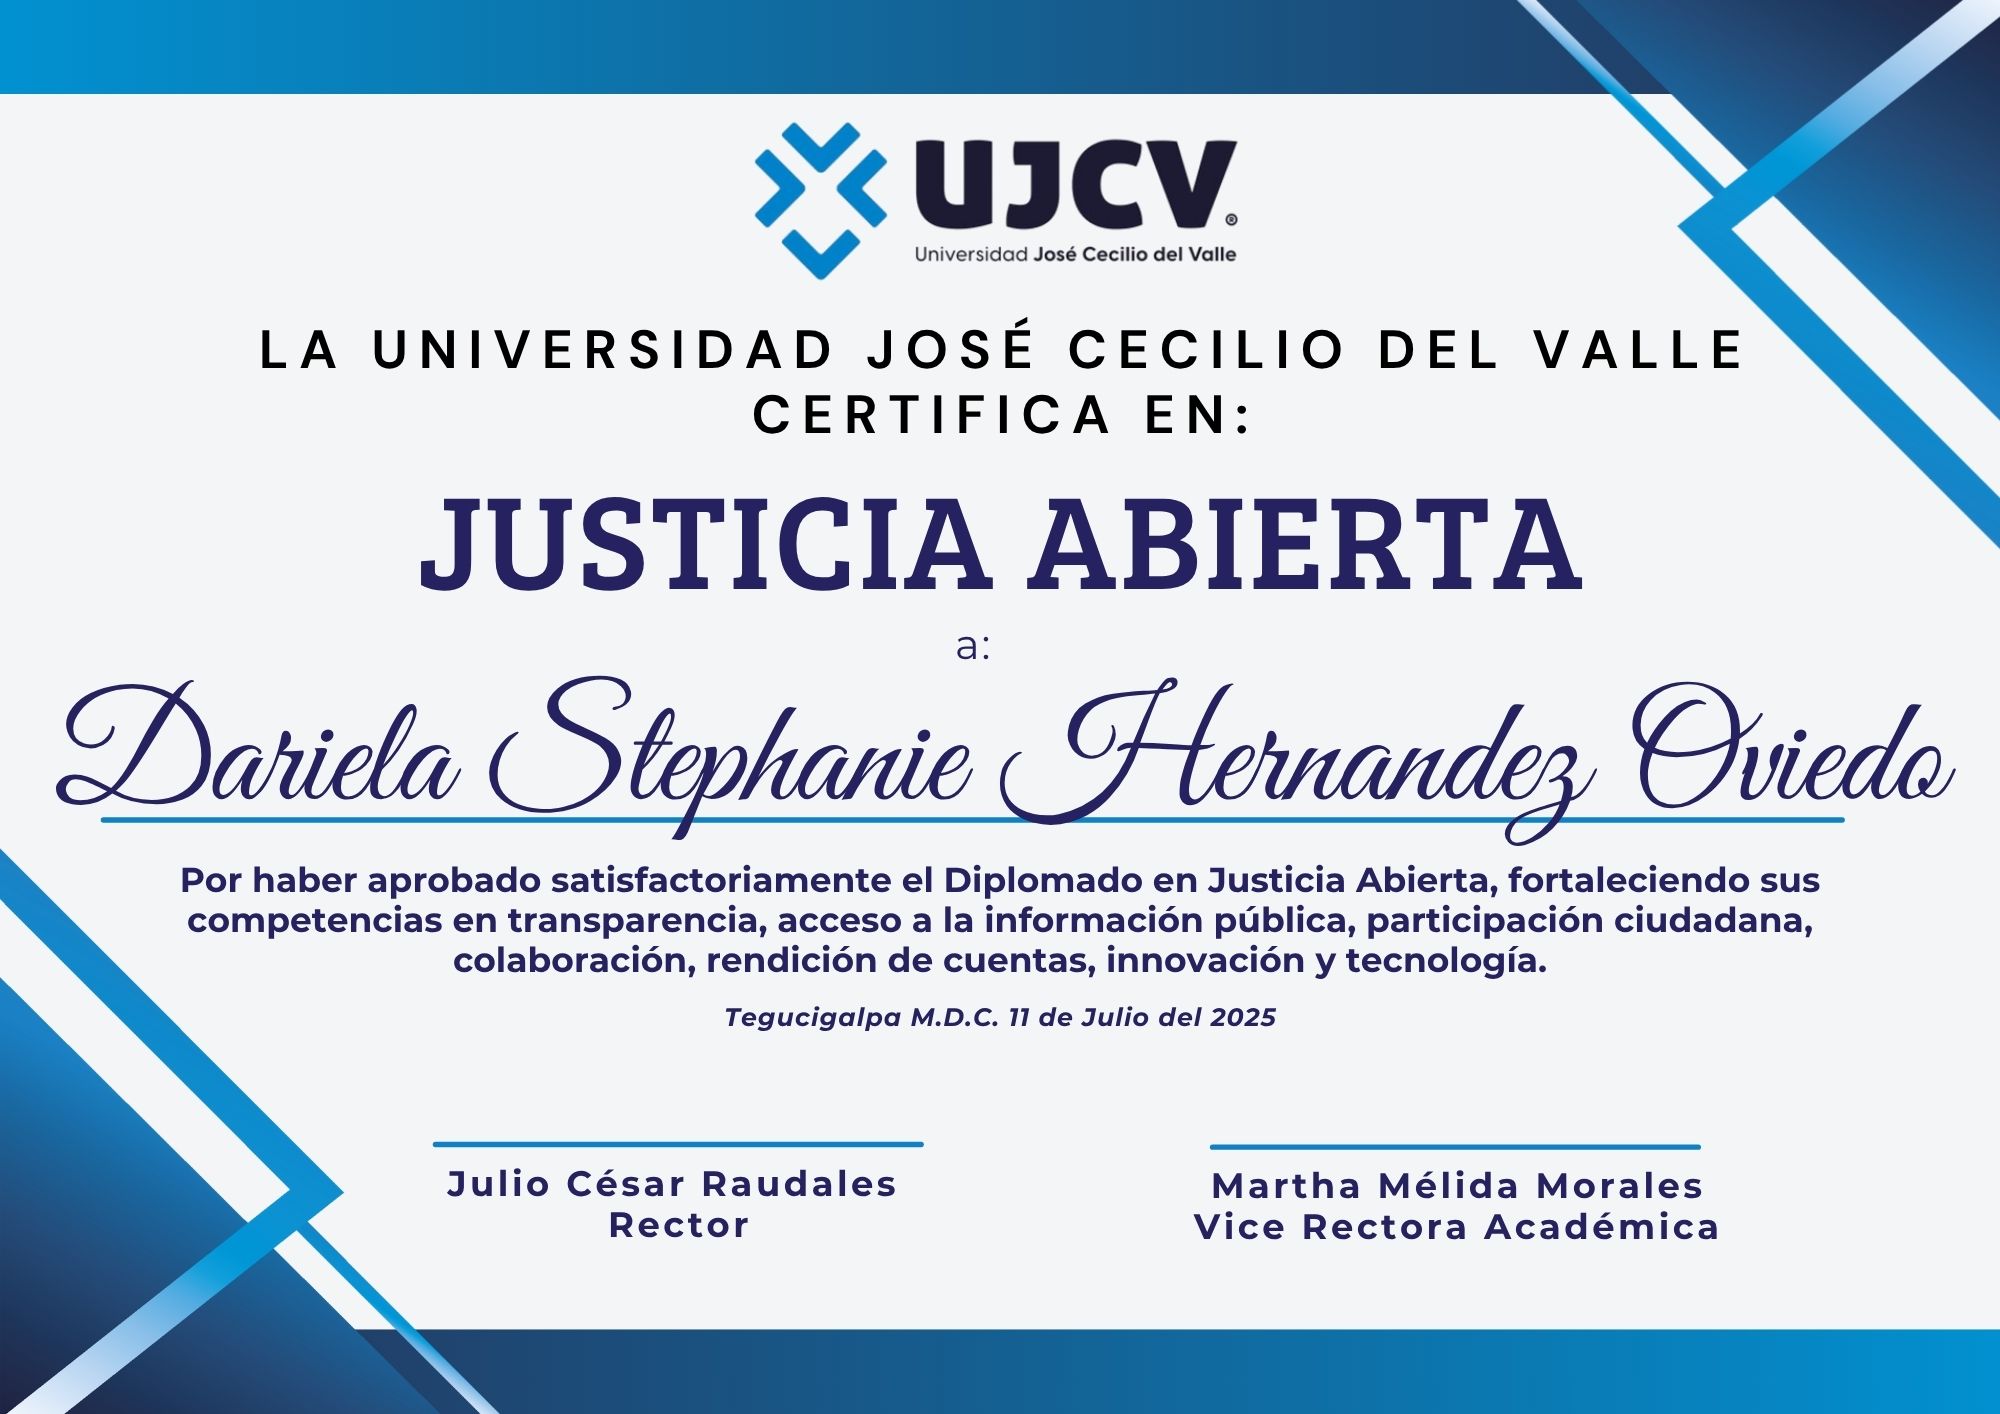 UJCV®
Universidad José Cecilio del Valle
LA UNIVERSIDAD JOSÉ CECILIO DEL VALLE
CERTIFICA EN:
JUSTICIA ABIERTA
a:
Dariela Stephanie Hernandez Oviedo
Por haber aprobado satisfactoriamente el Diplomado en Justicia Abierta, fortaleciendo sus
competencias en transparencia, acceso a la información pública, participación ciudadana,
colaboración, rendición de cuentas, innovación y tecnología.
Tegucigalpa M.D.C. 11 de Julio del 2025
Julio César Raudales
Rector
Martha Mélida Morales
Vice Rectora Académica